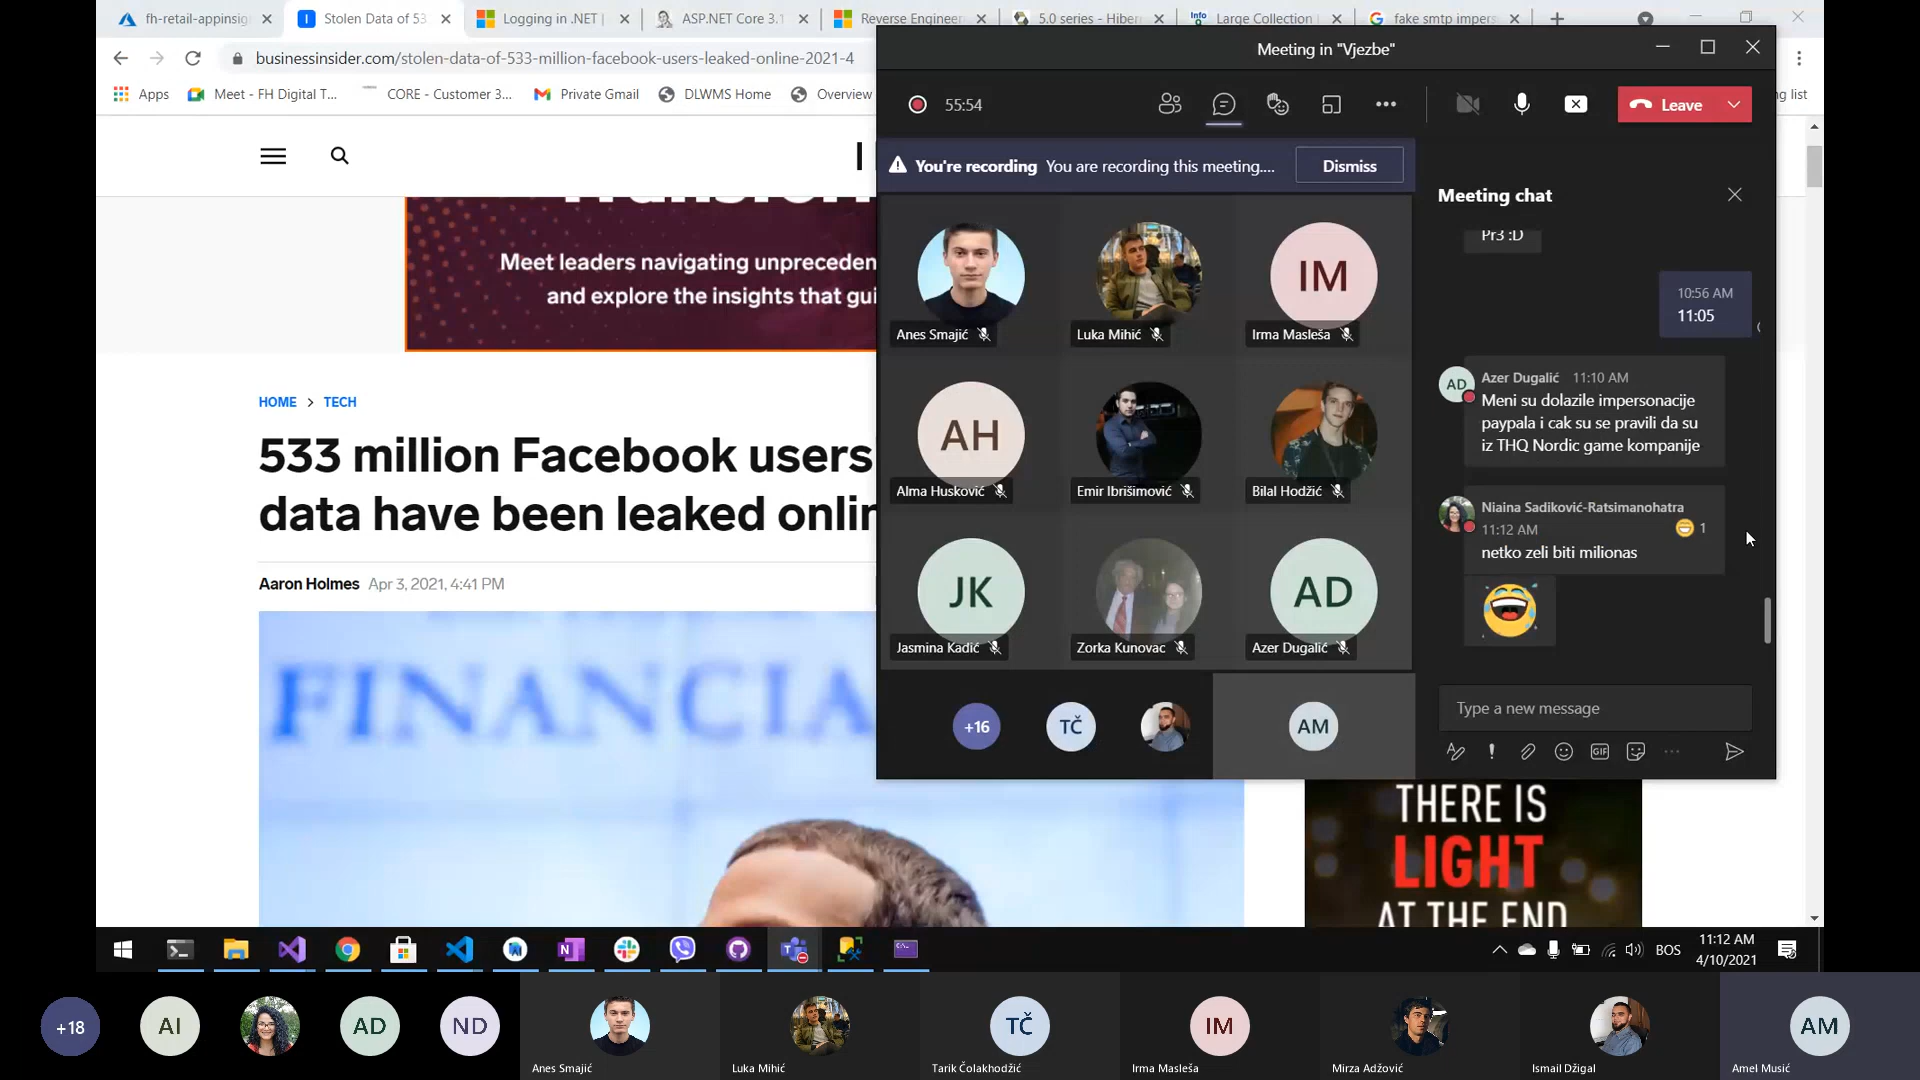 fh-retail-appinsig
Stolen Data of 53
Logging in .NET |
ASP.NET Core 3.1
Reverse Engineer
5.0 series - Hiber
Large Collection
fake smtp impers
businessinsider.com/stolen-data-of-533-million-facebook-users-leaked-online-2021-4
Apps
Meet - FH Digital T...
CORE - Customer 3...
Private Gmail
DLWMS Home
Overview
ng list
Meet leaders navigating unpreceden
and explore the insights that gui
HOME > TECH
533 million Facebook users
data have been leaked onlin
Aaron Holmes Apr 3, 2021, 4:41 PM
FINANCIA
THERE IS
LIGHT
AT THE END
Meeting in "Vjezbe"
55:54
Leave
You're recording You are recording this meeting....
Dismiss
Anes Smajić
Luka Mihić
IM
Irma Masleša
AH
Alma Husković
Emir Ibrišimović
Bilal Hodžić
JK
Jasmina Kadić
Zorka Kunovac
AD
Azer Dugalić
+16
TČ
AM
Meeting chat
Pr3 :D
10:56 AM
11:05
AD
Azer Dugalić 11:10 AM
Meni su dolazile impersonacije
paypala i cak su se pravili da su
iz THQ Nordic game kompanije
Niaina Sadiković-Ratsimanohatra
11:12 AM
1
netko zeli biti milionas
Type a new message
GIF
BOS
11:12 AM
4/10/2021
+18
AI
AD
ND
Anes Smajić
Luka Mihić
TČ
Tarik Čolakhodžić
IM
Irma Masleša
Mirza Adžović
Ismail Džigal
AM
Amel Musić